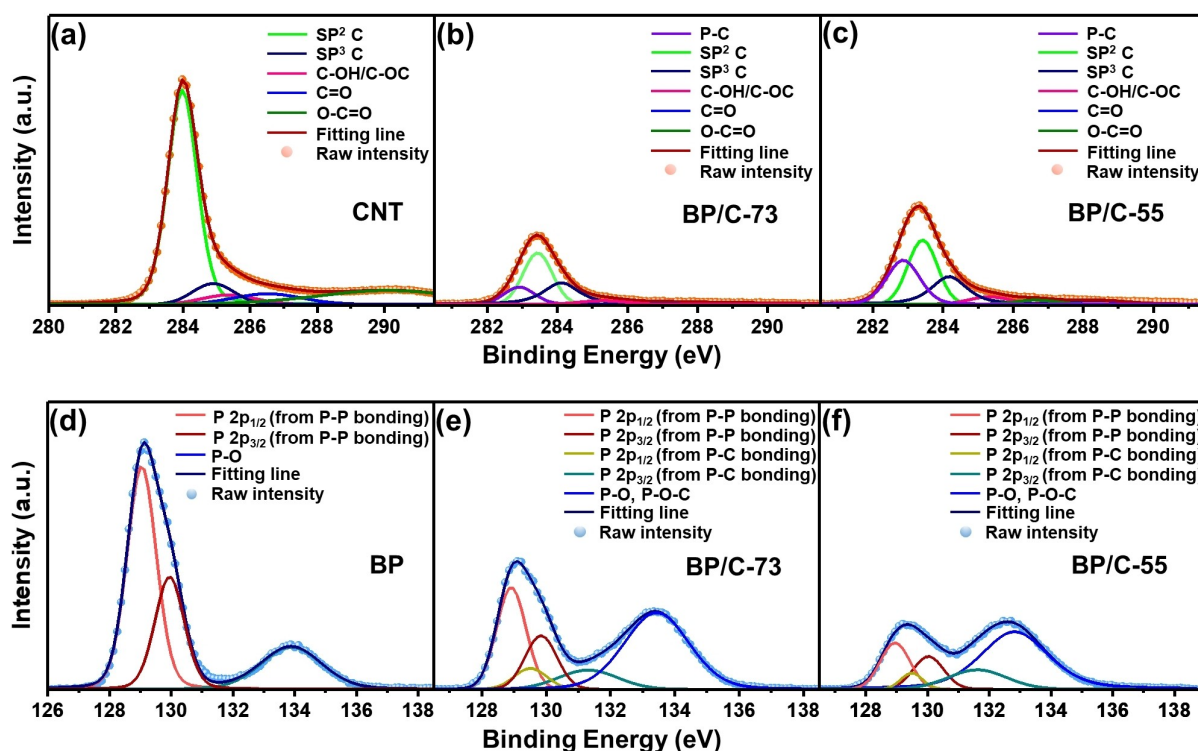 (a)
SP² C
SP³ C
C-OH/C-OC
C=O
O-C=O
Fitting line
Raw intensity
CNT
(b)
P-C
SP² C
SP³ C
C-OH/C-OC
C=O
O-C=O
Fitting line
Raw intensity
BP/C-73
(c)
P-C
SP² C
SP³ C
C-OH/C-OC
C=O
O-C=O
Fitting line
Raw intensity
BP/C-55
Intensity (a.u.)
280 282 284 286 288 290 282 284 286 288 290 282 284 286 288 290
Binding Energy (eV)
(d)
P 2p₁/₂ (from P-P bonding)
P 2p₃/₂ (from P-P bonding)
P-O
Fitting line
Raw intensity
BP
(e)
P 2p₁/₂ (from P-P bonding)
P 2p₃/₂ (from P-P bonding)
P 2p₁/₂ (from P-C bonding)
P 2p₃/₂ (from P-C bonding)
P-O, P-O-C
Fitting line
Raw intensity
BP/C-73
(f)
P 2p₁/₂ (from P-P bonding)
P 2p₃/₂ (from P-P bonding)
P 2p₁/₂ (from P-C bonding)
P 2p₃/₂ (from P-C bonding)
P-O, P-O-C
Fitting line
Raw intensity
BP/C-55
Intensity (a.u.)
126 128 130 132 134 136 138 128 130 132 134 136 138 128 130 132 134 136 138
Binding Energy (eV)